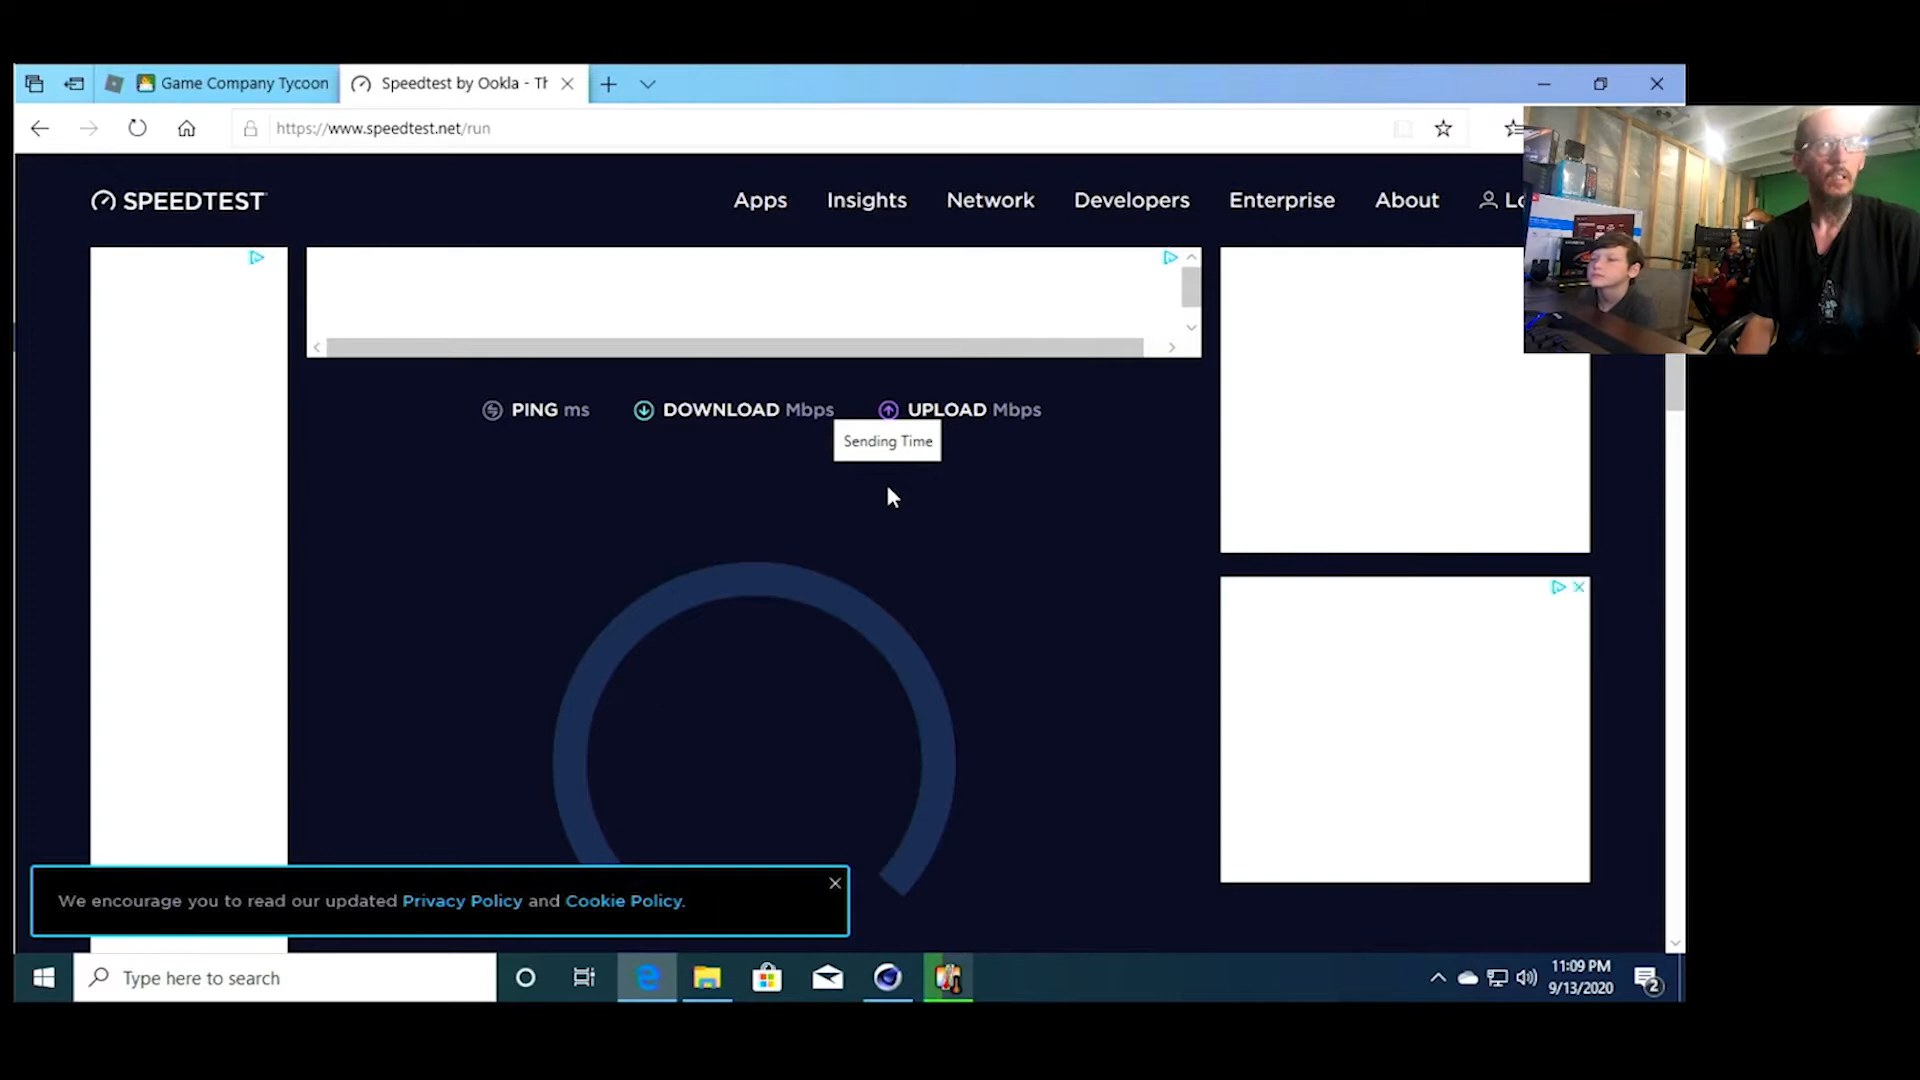 Game Company Tycoon
Speedtest by Ookla - Th
https://www.speedtest.net/run
SPEEDTEST
Apps
Insights
Network
Developers
Enterprise
About
Lo
PING ms
DOWNLOAD Mbps
UPLOAD Mbps
Sending Time
We encourage you to read our updated Privacy Policy and Cookie Policy.
Type here to search
11:09 PM
9/13/2020
2